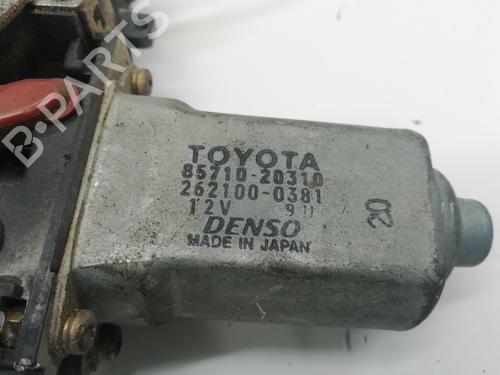 B-PARTS
TOYOTA
85710-20310
262100-0381
12V
DENSO
MADE IN JAPAN
20